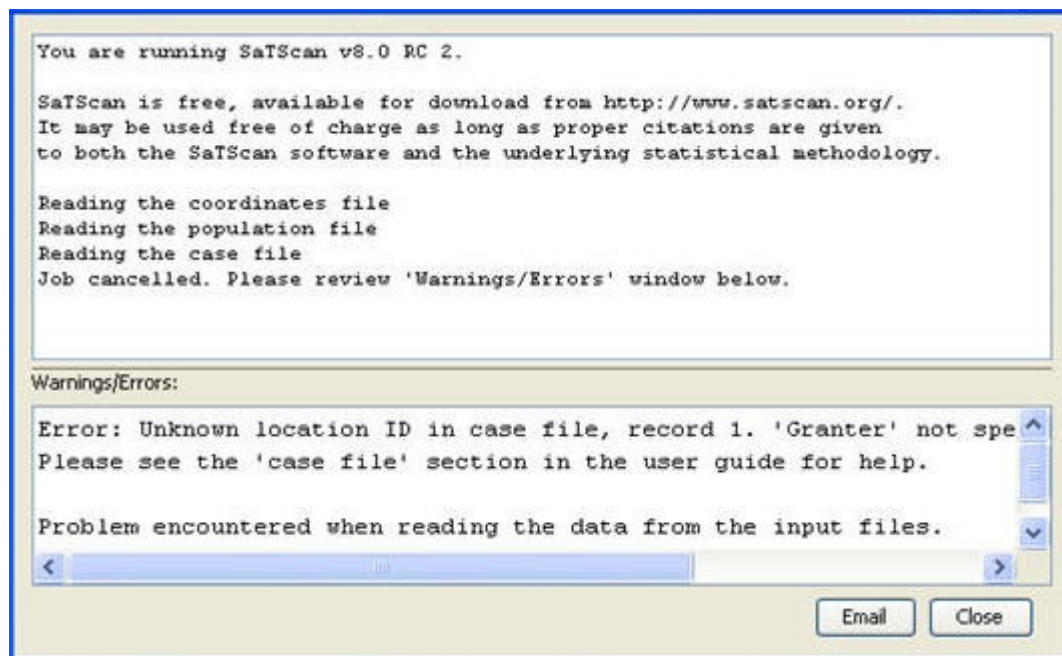 You are running SaTScan v8.0 RC 2.
SaTScan is free, available for download from http://www.satscan.org/.
It may be used free of charge as long as proper citations are given
to both the SaTScan software and the underlying statistical methodology.
Reading the coordinates file
Reading the population file
Reading the case file
Job cancelled. Please review 'Warnings/Errors' window below.
Warnings/Errors:
Error: Unknown location ID in case file, record 1. 'Granter' not spe
Please see the 'case file' section in the user guide for help.
Problem encountered when reading the data from the input files.
Email Close